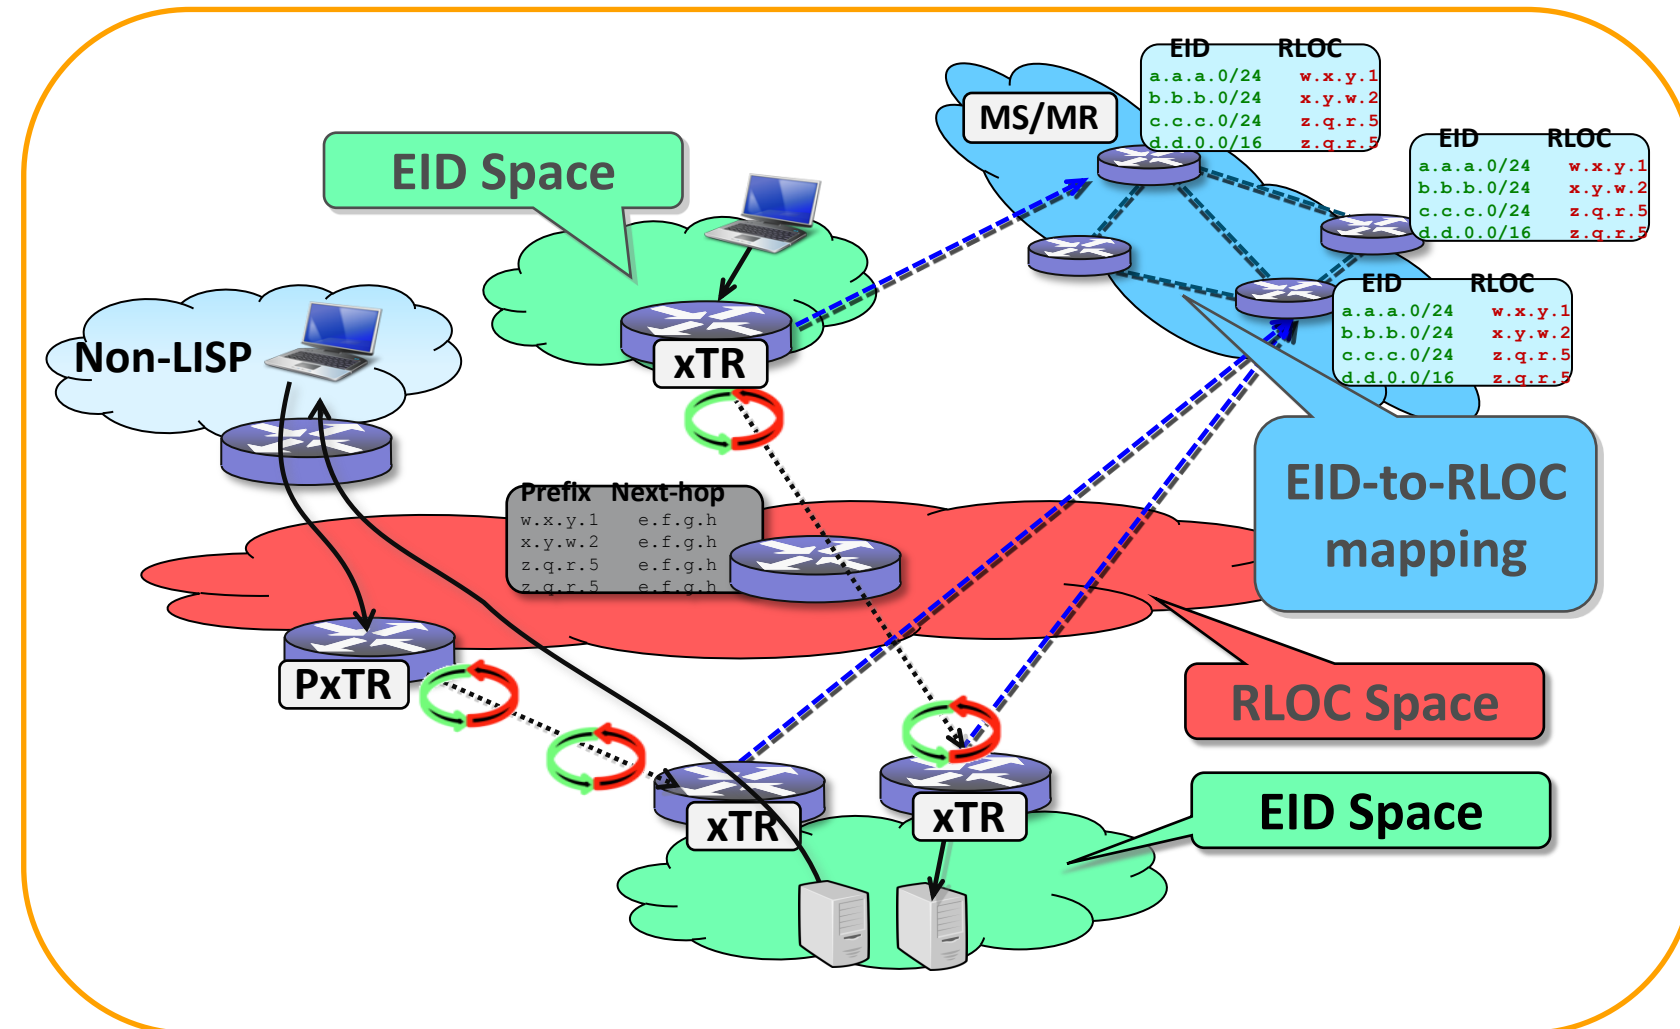 EID RLOC
a.a.a.0/24 w.x.y.1
b.b.b.0/24 x.y.w.2
c.c.c.0/24 z.q.r.5
d.d.0.0/16 z.q.r.5
MS/MR
EID RLOC
a.a.a.0/24 w.x.y.1
b.b.b.0/24 x.y.w.2
c.c.c.0/24 z.q.r.5
d.d.0.0/16 z.q.r.5
EID Space
EID RLOC
a.a.a.0/24 w.x.y.1
b.b.b.0/24 x.y.w.2
c.c.c.0/24 z.q.r.5
d.d.0.0/16 z.q.r.5
Non-LISP
xTR
EID-to-RLOC
mapping
Prefix Next-hop
w.x.y.1 e.f.g.h
x.y.w.2 e.f.g.h
z.q.r.5 e.f.g.h
z.q.r.5 e.f.g.h
PxTR
RLOC Space
xTR
xTR
EID Space